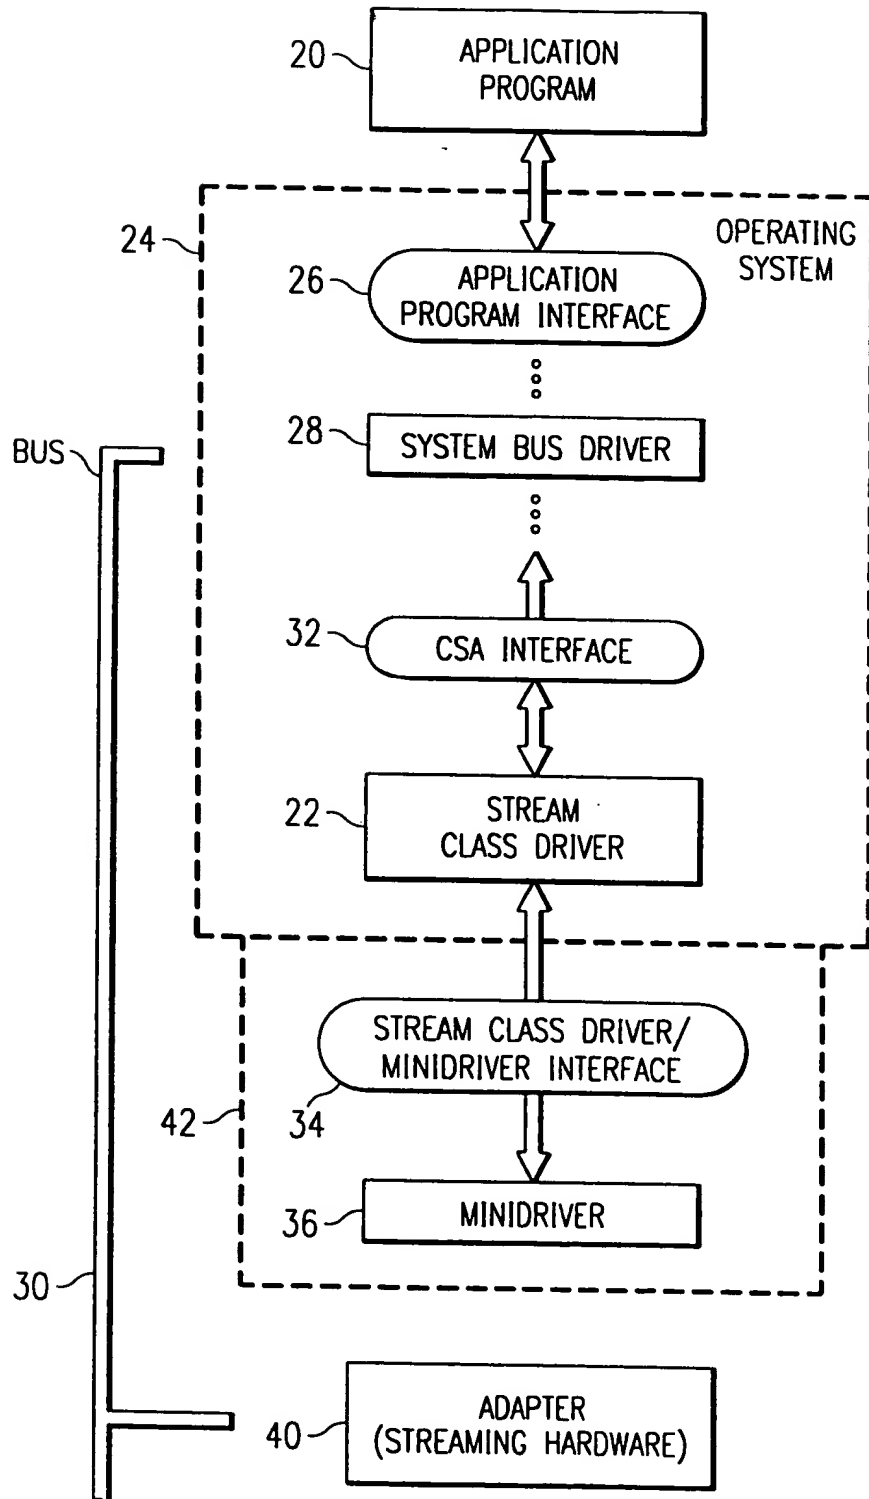 20
APPLICATION
PROGRAM
24
OPERATING
SYSTEM
26
APPLICATION
PROGRAM INTERFACE
BUS
28
SYSTEM BUS DRIVER
32
CSA INTERFACE
22
STREAM
CLASS DRIVER
STREAM CLASS DRIVER/
MINIDRIVER INTERFACE
42
34
36
MINIDRIVER
30
40
ADAPTER
(STREAMING HARDWARE)